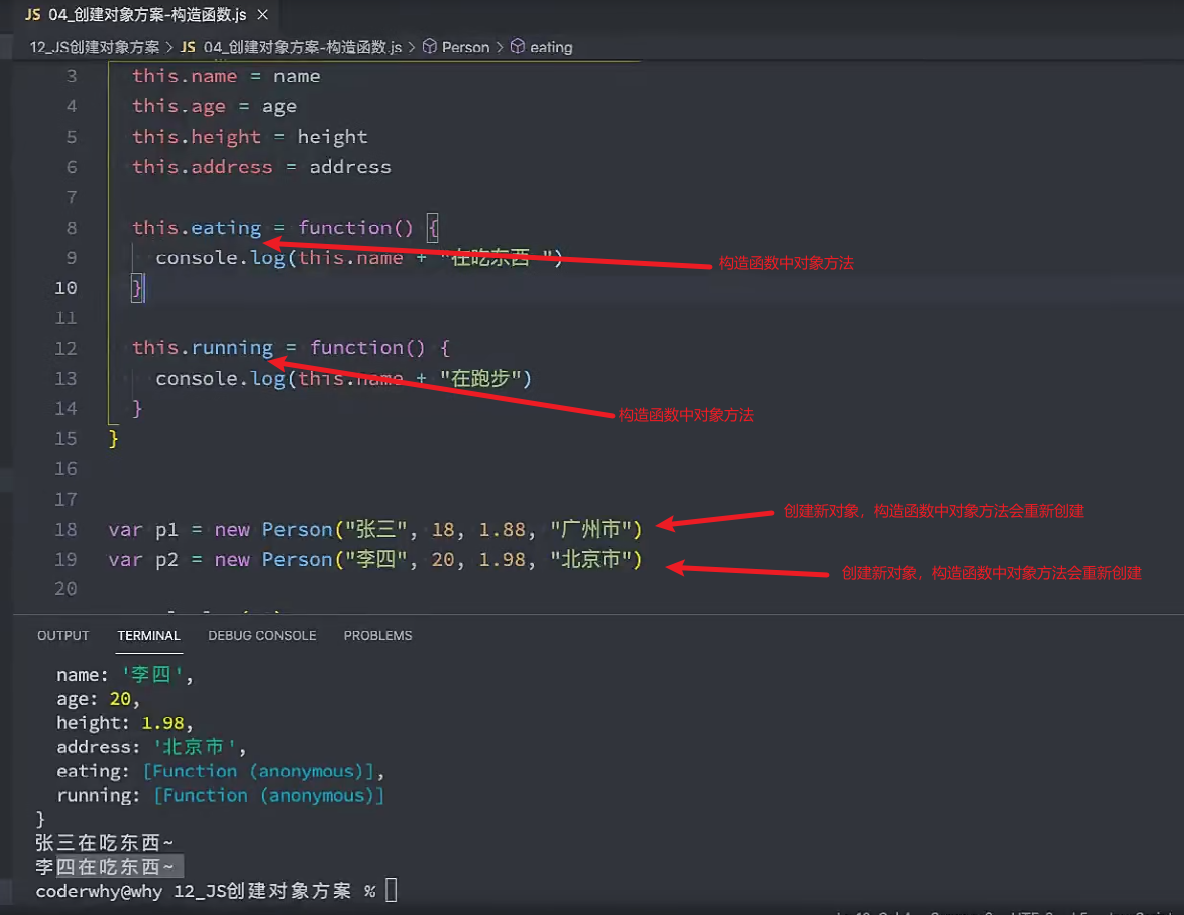 JS 04_创建对象方案-构造函数.js ×
12_JS创建对象方案 > JS 04_创建对象方案-构造函数.js > Person > eating
3 this.name = name
4 this.age = age
5 this.height = height
6 this.address = address
7
8 this.eating = function() {
9 console.log(this.name + "在吃东西~")
构造函数中对象方法
10 }
11
12 this.running = function() {
13 console.log(this.name + "在跑步")
14 }
构造函数中对象方法
15 }
16
17
创建新对象，构造函数中对象方法会重新创建
18 var p1 = new Person("张三", 18, 1.88, "广州市")
19 var p2 = new Person("李四", 20, 1.98, "北京市")
创建新对象，构造函数中对象方法会重新创建
20
OUTPUT TERMINAL DEBUG CONSOLE PROBLEMS
name: '李四',
age: 20,
height: 1.98,
address: '北京市',
eating: [Function (anonymous)],
running: [Function (anonymous)]
}
张三在吃东西~
李四在吃东西~
coderwhy@why 12_JS创建对象方案 %